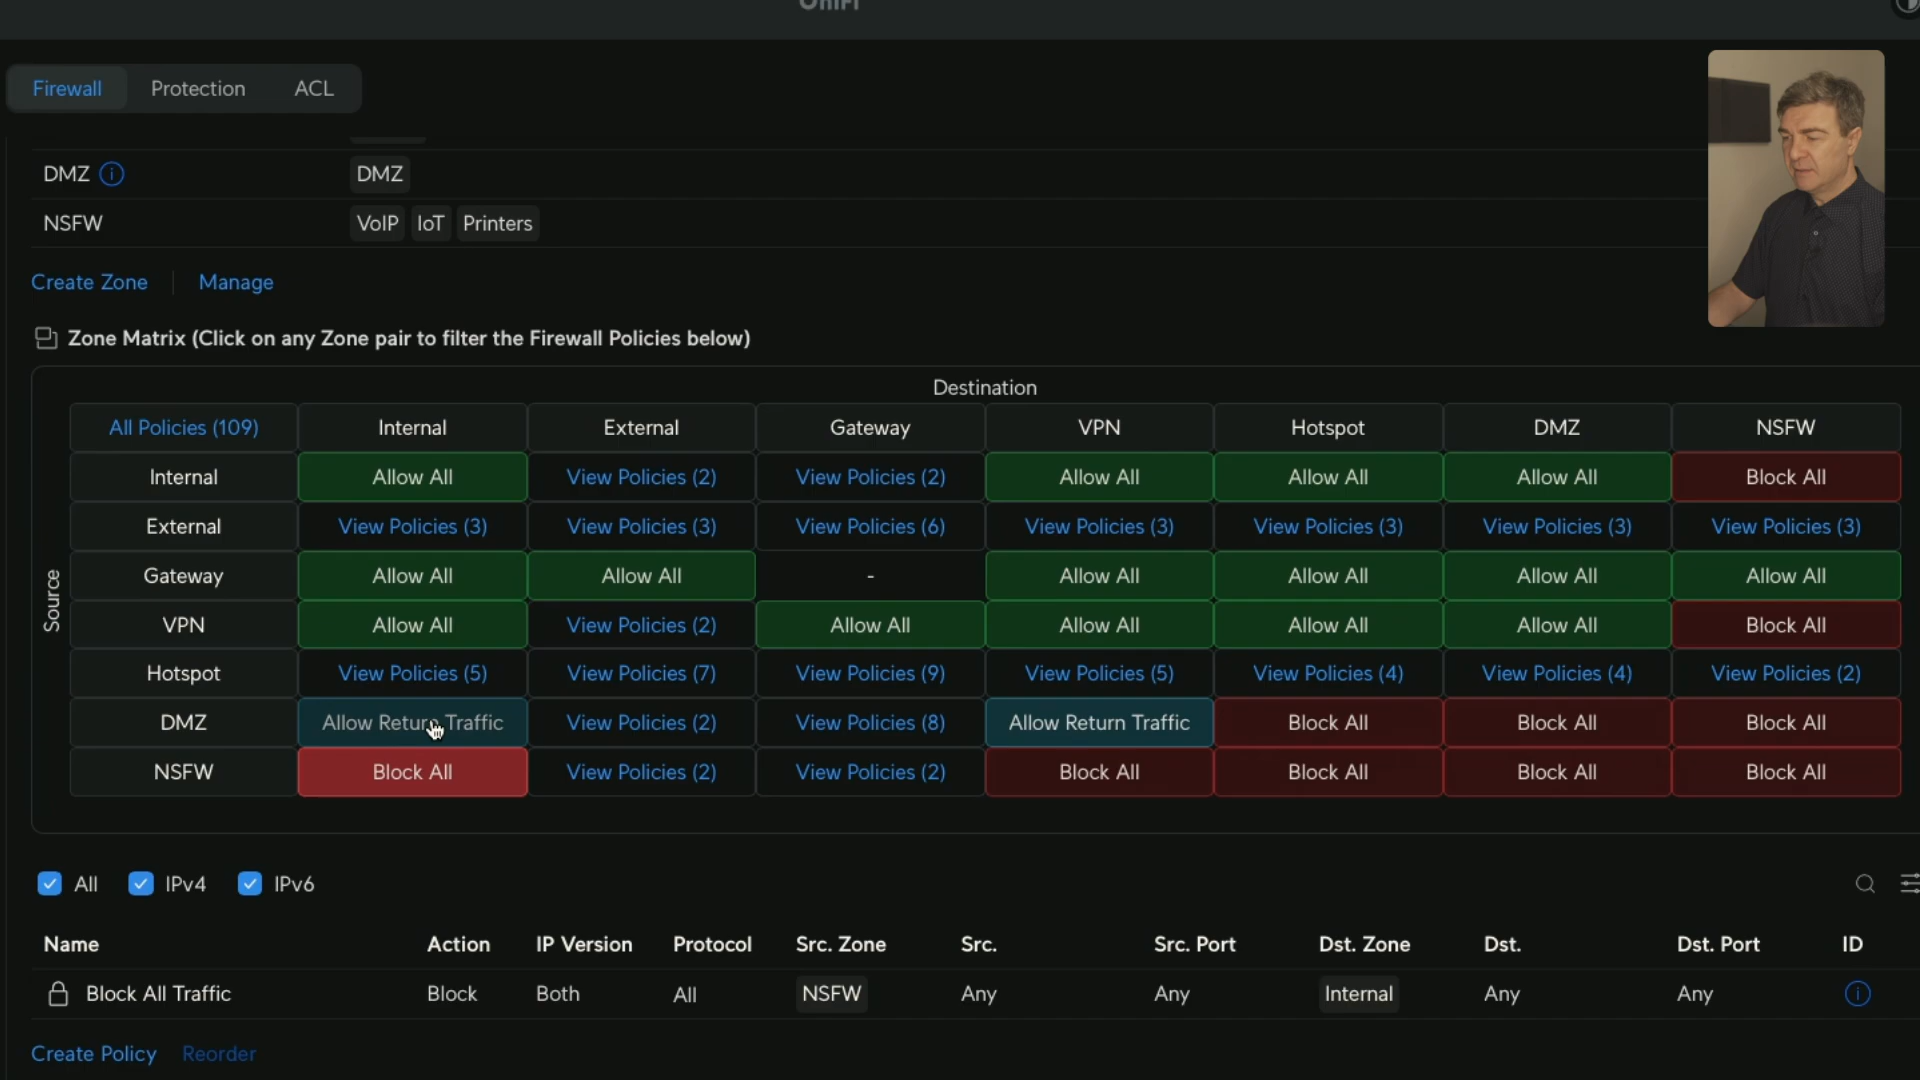 UniFi
Firewall Protection ACL
DMZ DMZ
NSFW VoIP IoT Printers
Create Zone Manage
Zone Matrix (Click on any Zone pair to filter the Firewall Policies below)
Destination
All Policies (109) Internal External Gateway VPN Hotspot DMZ NSFW
Source
Internal Allow All View Policies (2) View Policies (2) Allow All Allow All Allow All Block All
External View Policies (3) View Policies (3) View Policies (6) View Policies (3) View Policies (3) View Policies (3) View Policies (3)
Gateway Allow All Allow All - Allow All Allow All Allow All Allow All
VPN Allow All View Policies (2) Allow All Allow All Allow All Allow All Block All
Hotspot View Policies (5) View Policies (7) View Policies (9) View Policies (5) View Policies (4) View Policies (4) View Policies (2)
DMZ Allow Return Traffic View Policies (2) View Policies (8) Allow Return Traffic Block All Block All Block All
NSFW Block All View Policies (2) View Policies (2) Block All Block All Block All Block All
All IPv4 IPv6
Name Action IP Version Protocol Src. Zone Src. Src. Port Dst. Zone Dst. Dst. Port ID
Block All Traffic Block Both All NSFW Any Any Internal Any Any
Create Policy Reorder